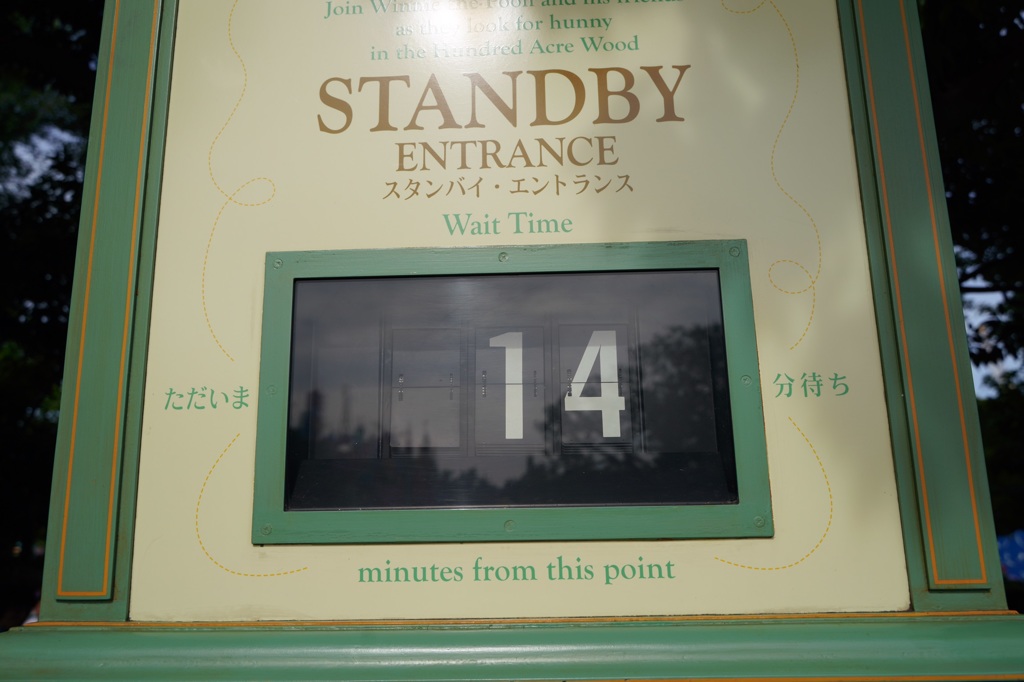 Join Winnie the Pooh and his friends
as they look for hunny
in the Hundred Acre Wood
STANDBY
ENTRANCE
スタンバイ・エントランス
Wait Time
ただいま 14 分待ち
minutes from this point